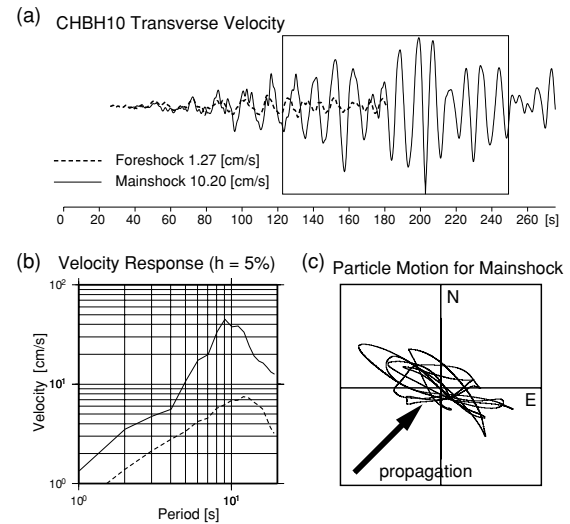 (a) CHBH10 Transverse Velocity
Foreshock 1.27 [cm/s]
Mainshock 10.20 [cm/s]
0 20 40 60 80 100 120 140 160 180 200 220 240 260 [s]
(b) Velocity Response (h = 5%)
10²
10¹
10⁰
Velocity [cm/s]
10⁰ 10¹
Period [s]
(c) Particle Motion for Mainshock
N
E
propagation